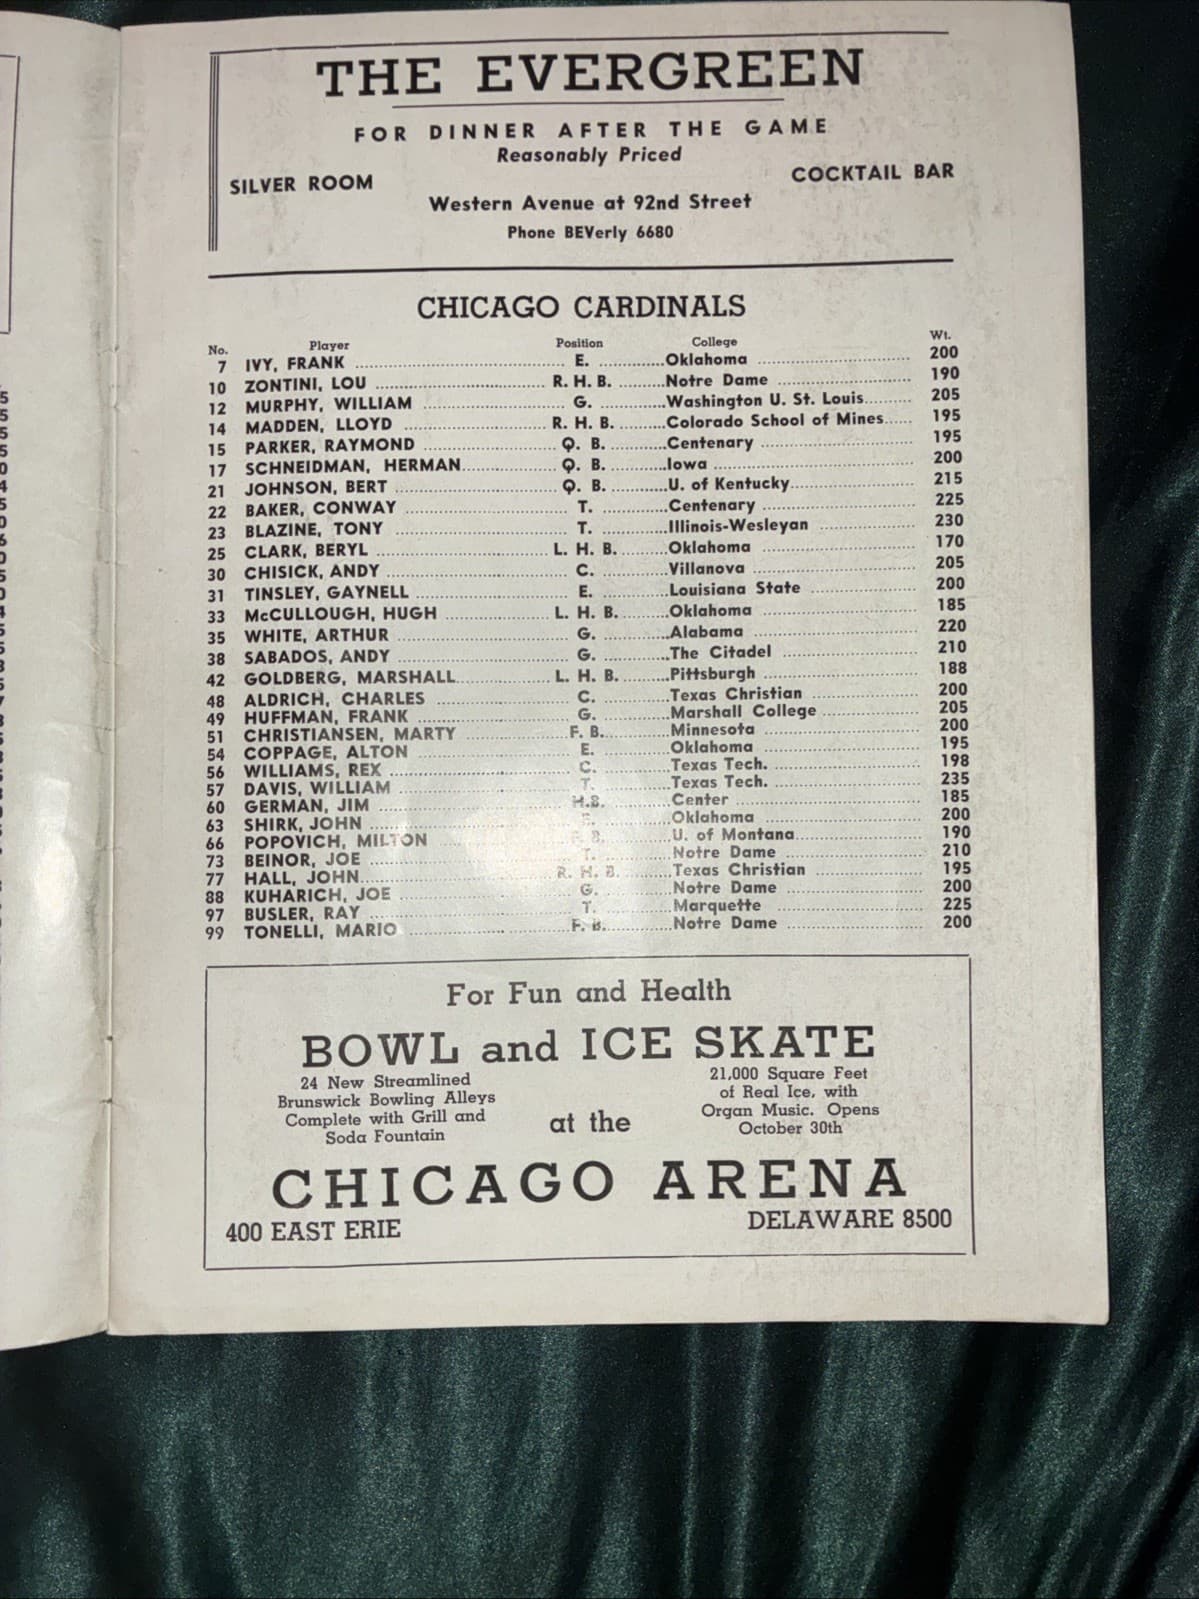 THE EVERGREEN
FOR DINNER AFTER THE GAME
Reasonably Priced
SILVER ROOM
COCKTAIL BAR
Western Avenue at 92nd Street
Phone BEVerly 6680
CHICAGO CARDINALS
No. Player Position College Wt.
7 IVY, FRANK E. Oklahoma 200
10 ZONTINI, LOU R. H. B. Notre Dame 190
12 MURPHY, WILLIAM G. Washington U. St. Louis 205
14 MADDEN, LLOYD R. H. B. Colorado School of Mines 195
15 PARKER, RAYMOND Q. B. Centenary 195
17 SCHNEIDMAN, HERMAN Q. B. Iowa 200
21 JOHNSON, BERT Q. B. U. of Kentucky 215
22 BAKER, CONWAY T. Centenary 225
23 BLAZINE, TONY T. Illinois-Wesleyan 230
25 CLARK, BERYL L. H. B. Oklahoma 170
30 CHISICK, ANDY C. Villanova 205
31 TINSLEY, GAYNELL E. Louisiana State 200
33 McCULLOUGH, HUGH L. H. B. Oklahoma 185
35 WHITE, ARTHUR G. Alabama 220
38 SABADOS, ANDY G. The Citadel 210
42 GOLDBERG, MARSHALL L. H. B. Pittsburgh 188
48 ALDRICH, CHARLES C. Texas Christian 200
49 HUFFMAN, FRANK G. Marshall College 205
51 CHRISTIANSEN, MARTY F. B. Minnesota 200
54 COPPAGE, ALTON E. Oklahoma 195
56 WILLIAMS, REX C. Texas Tech. 198
57 DAVIS, WILLIAM T. Texas Tech. 235
60 GERMAN, JIM H.B. Center 185
63 SHIRK, JOHN E. Oklahoma 200
66 POPOVICH, MILTON B. U. of Montana 190
73 BEINOR, JOE T. Notre Dame 210
77 HALL, JOHN R. H. B. Texas Christian 195
88 KUHARICH, JOE G. Notre Dame 200
97 BUSLER, RAY T. Marquette 225
99 TONELLI, MARIO F. B. Notre Dame 200
For Fun and Health
BOWL and ICE SKATE
24 New Streamlined
Brunswick Bowling Alleys
Complete with Grill and
Soda Fountain
at the
21,000 Square Feet
of Real Ice, with
Organ Music. Opens
October 30th
CHICAGO ARENA
400 EAST ERIE
DELAWARE 8500